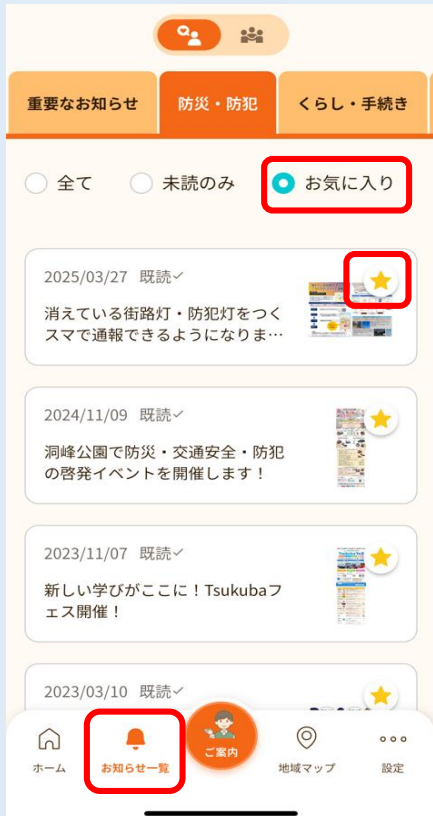 重要なお知らせ
防災・防犯
くらし・手続き
全て
未読のみ
お気に入り
2025/03/27 既読✓
消えている街路灯・防犯灯をつく
スマで通報できるようになりま…
2024/11/09 既読✓
洞峰公園で防災・交通安全・防犯
の啓発イベントを開催します！
2023/11/07 既読✓
新しい学びがここに！Tsukubaフ
ェス開催！
2023/03/10 既読✓
ホーム
お知らせ一覧
ご案内
地域マップ
設定